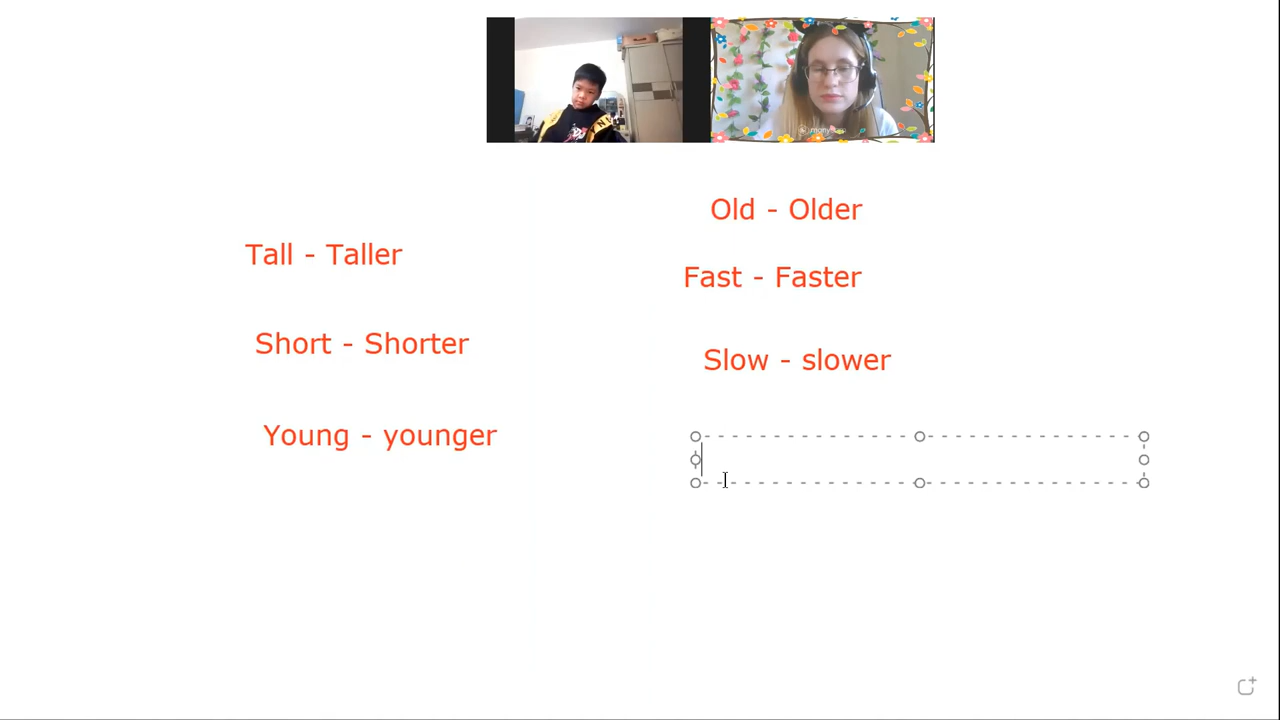 Tall - Taller
Short - Shorter
Young - younger
Old - Older
Fast - Faster
Slow - slower